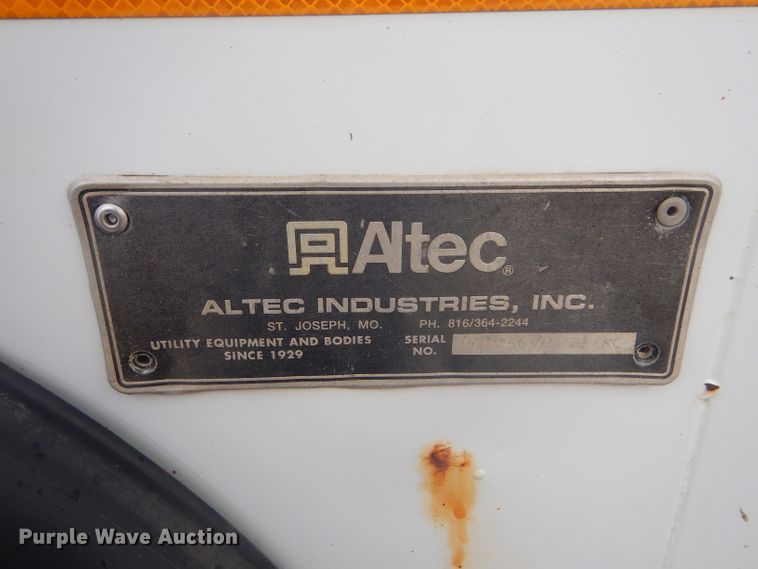 Altec®
ALTEC INDUSTRIES, INC.
ST. JOSEPH, MO. PH. 816/364-2244
UTILITY EQUIPMENT AND BODIES
SINCE 1929
SERIAL
NO.
Purple Wave Auction®